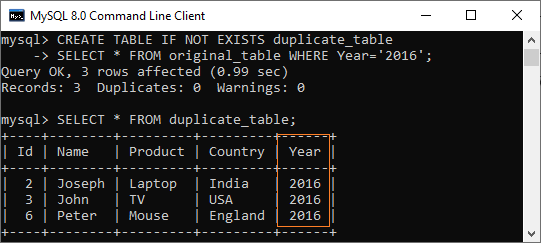 MySQL 8.0 Command Line Client
mysql> CREATE TABLE IF NOT EXISTS duplicate_table
    -> SELECT * FROM original_table WHERE Year='2016';
Query OK, 3 rows affected (0.99 sec)
Records: 3  Duplicates: 0  Warnings: 0

mysql> SELECT * FROM duplicate_table;
+----+--------+---------+---------+------+
| Id | Name   | Product | Country | Year |
+----+--------+---------+---------+------+
|  2 | Joseph | Laptop  | India   | 2016 |
|  3 | John   | TV      | USA     | 2016 |
|  6 | Peter  | Mouse   | England | 2016 |
+----+--------+---------+---------+------+